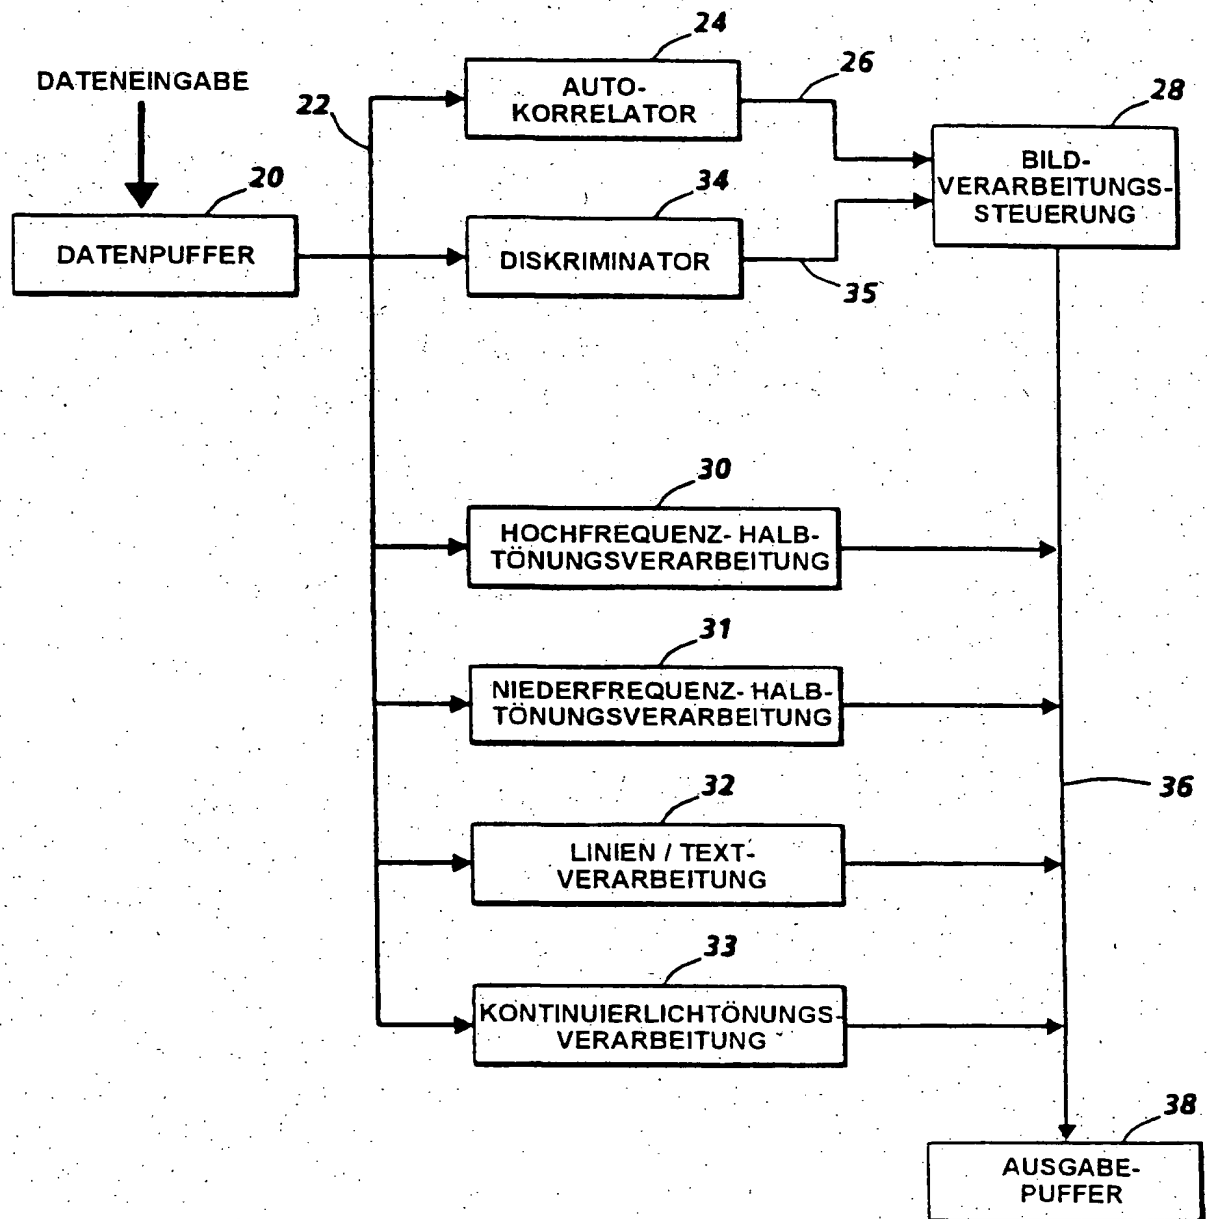 24
DATENEINGABE
22
AUTO-
KORRELATOR
26
28
20
34
BILD-
VERARBEITUNGS-
STEUERUNG
DATENPUFFER
DISKRIMINATOR
35
30
HOCHFREQUENZ- HALB-
TÖNUNGSVERARBEITUNG
31
NIEDERFREQUENZ- HALB-
TÖNUNGSVERARBEITUNG
36
32
LINIEN / TEXT-
VERARBEITUNG
33
KONTINUIERLICHTÖNUNGS-
VERARBEITUNG
38
AUSGABE-
PUFFER